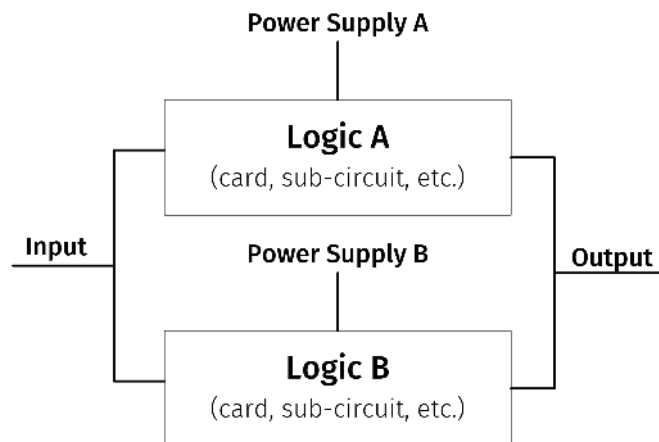 Power Supply A
Logic A
(card, sub-circuit, etc.)
Input
Power Supply B
Output
Logic B
(card, sub-circuit, etc.)